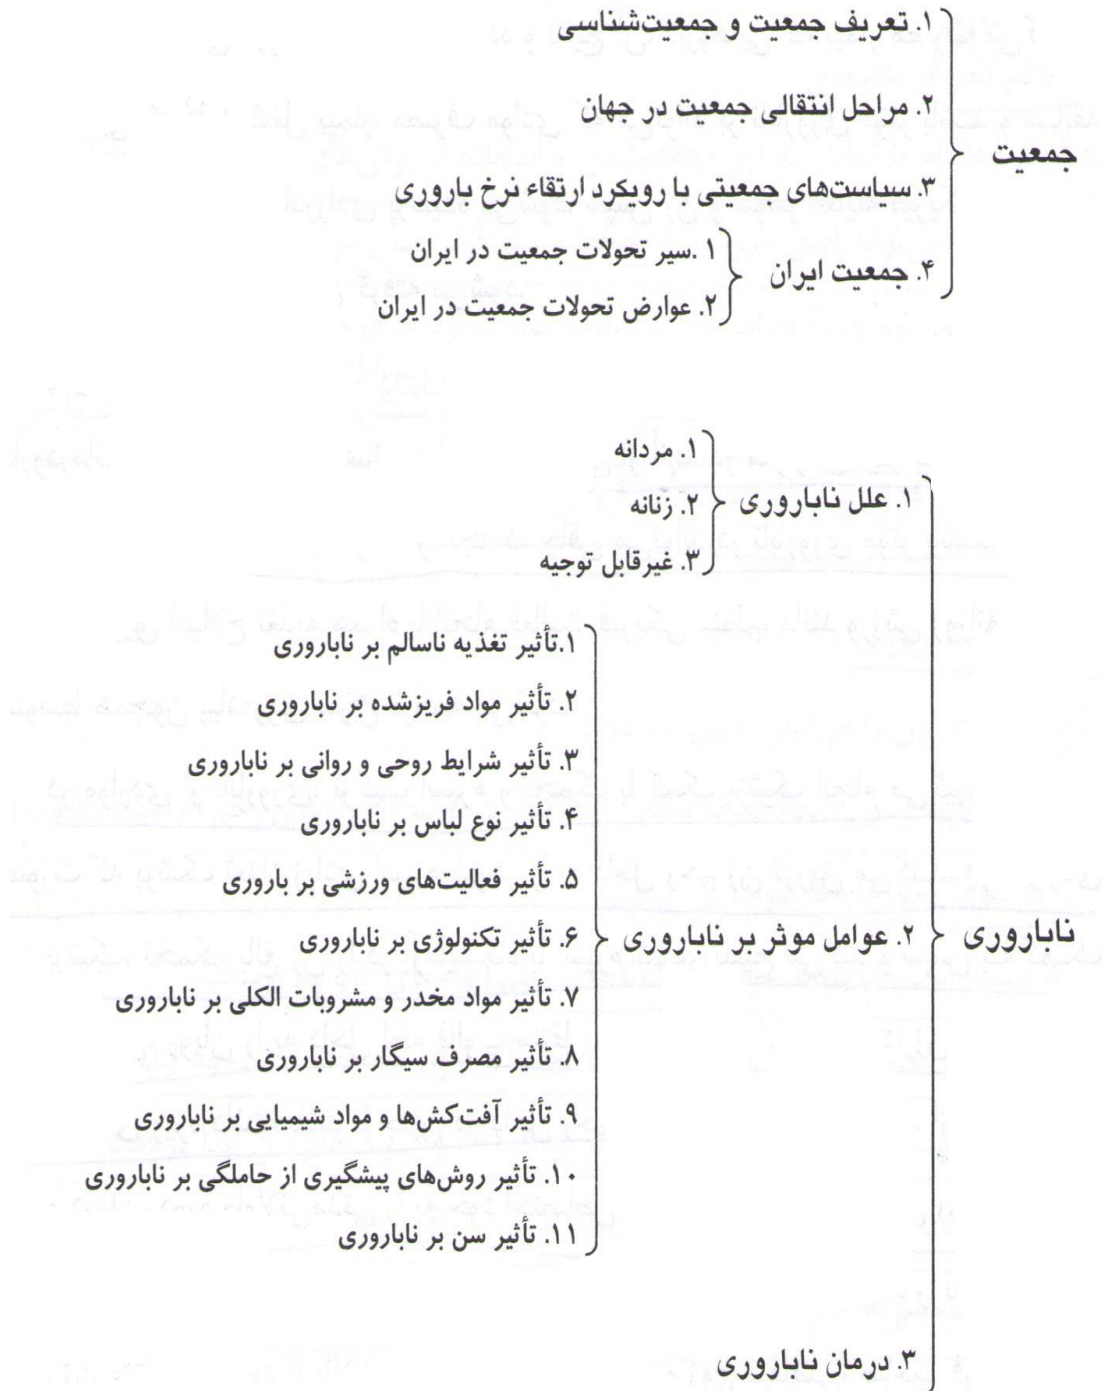 ۱. تعریف جمعیت و جمعیت‌شناسی
۲. مراحل انتقالی جمعیت در جهان
جمعیت
۳. سیاست‌های جمعیتی با رویکرد ارتقاء نرخ باروری
۴. جمعیت ایران
۱ .سیر تحولات جمعیت در ایران
۲. عوارض تحولات جمعیت در ایران
۱. علل ناباروری
۱. مردانه
۲. زنانه
۳. غیرقابل توجیه
ناباروری
۲. عوامل موثر بر ناباروری
۱.تأثیر تغذیه ناسالم بر ناباروری
۲. تأثیر مواد فریزشده بر ناباروری
۳. تأثیر شرایط روحی و روانی بر ناباروری
۴. تأثیر نوع لباس بر ناباروری
۵. تأثیر فعالیت‌های ورزشی بر باروری
۶. تأثیر تکنولوژی بر ناباروری
۷. تأثیر مواد مخدر و مشروبات الکلی بر ناباروری
۸. تأثیر مصرف سیگار بر ناباروری
۹. تأثیر آفت‌کش‌ها و مواد شیمیایی بر ناباروری
۱۰. تأثیر روش‌های پیشگیری از حاملگی بر ناباروری
۱۱. تأثیر سن بر ناباروری
۳. درمان ناباروری